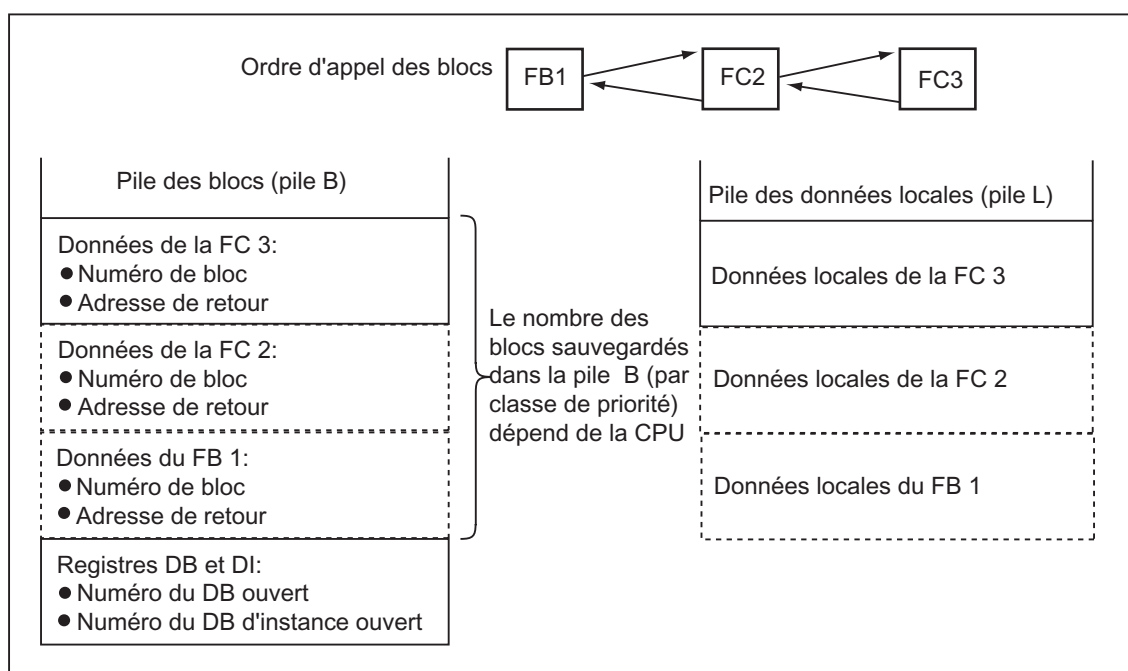 Ordre d'appel des blocs
FB1
FC2
FC3
Pile des blocs (pile B)
Données de la FC 3:
● Numéro de bloc
● Adresse de retour
Données de la FC 2:
● Numéro de bloc
● Adresse de retour
Données du FB 1:
● Numéro de bloc
● Adresse de retour
Registres DB et DI:
● Numéro du DB ouvert
● Numéro du DB d'instance ouvert
Le nombre des
blocs sauvegardés
dans la pile B (par
classe de priorité)
dépend de la CPU
Pile des données locales (pile L)
Données locales de la FC 3
Données locales de la FC 2
Données locales du FB 1